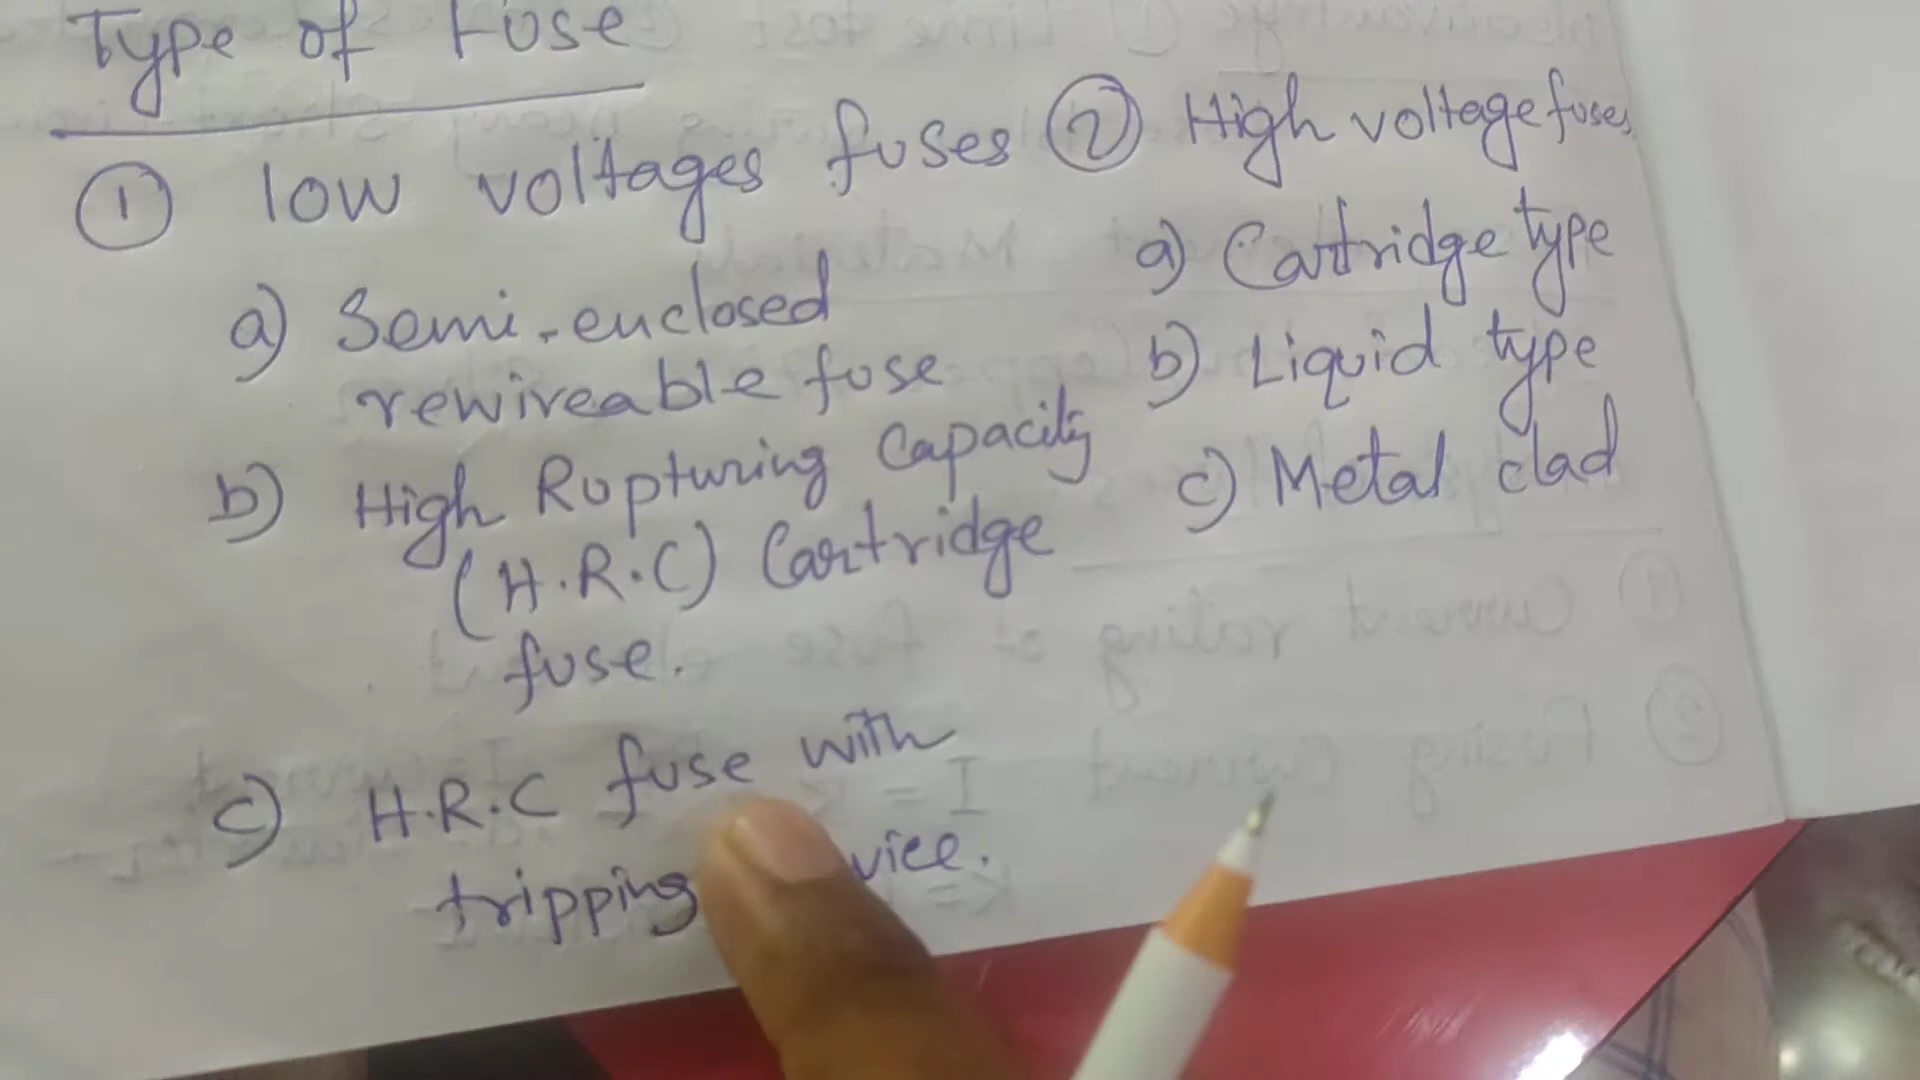 Type of Fuse
① low voltages fuses
a) Semi-enclosed
rewireable fuse
b) High Rupturing Capacity
(H.R.C) Cartridge
fuse.
c) H.R.C fuse with
tripping vice.
② High voltage fuses
a) Cartridge type
b) Liquid type
c) Metal clad